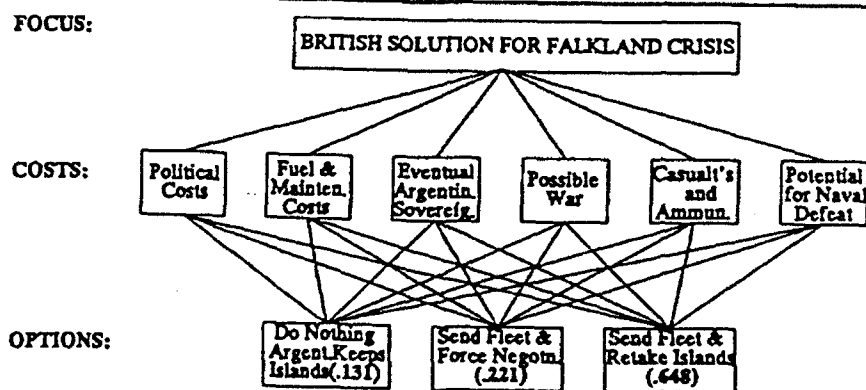 FOCUS:
BRITISH SOLUTION FOR FALKLAND CRISIS
COSTS:
Political
Costs
Fuel &
Mainten.
Costs
Eventual
Argentin.
Sovereig.
Possible
War
Casualt's
and
Ammun.
Potential
for Naval
Defeat
OPTIONS:
Do Nothing
Argent.Keeps
Islands(.131)
Send Fleet &
Force Negotn.
(.221)
Send Fleet &
Retake Islands
(.648)